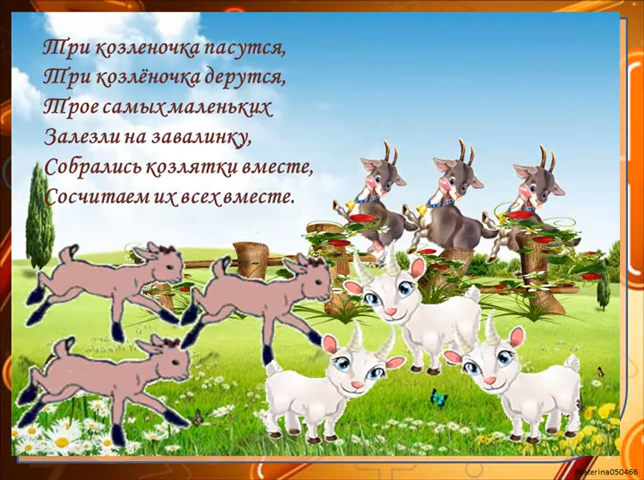 Три козленочка пасутся,
Три козлёночка дерутся,
Трое самых маленьких
Залезли на завалинку,
Собрались козлятки вместе,
Сосчитаем их всех вместе.
Ekaterina050466